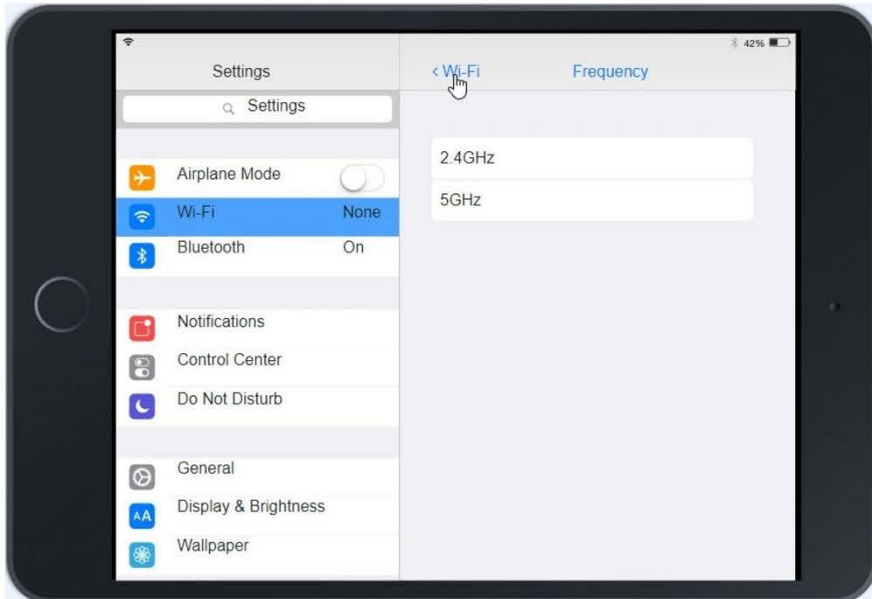 42%
Settings
< Wi-Fi Frequency
Settings
Airplane Mode
Wi-Fi None
Bluetooth On
Notifications
Control Center
Do Not Disturb
General
AA Display & Brightness
Wallpaper
2.4GHz
5GHz